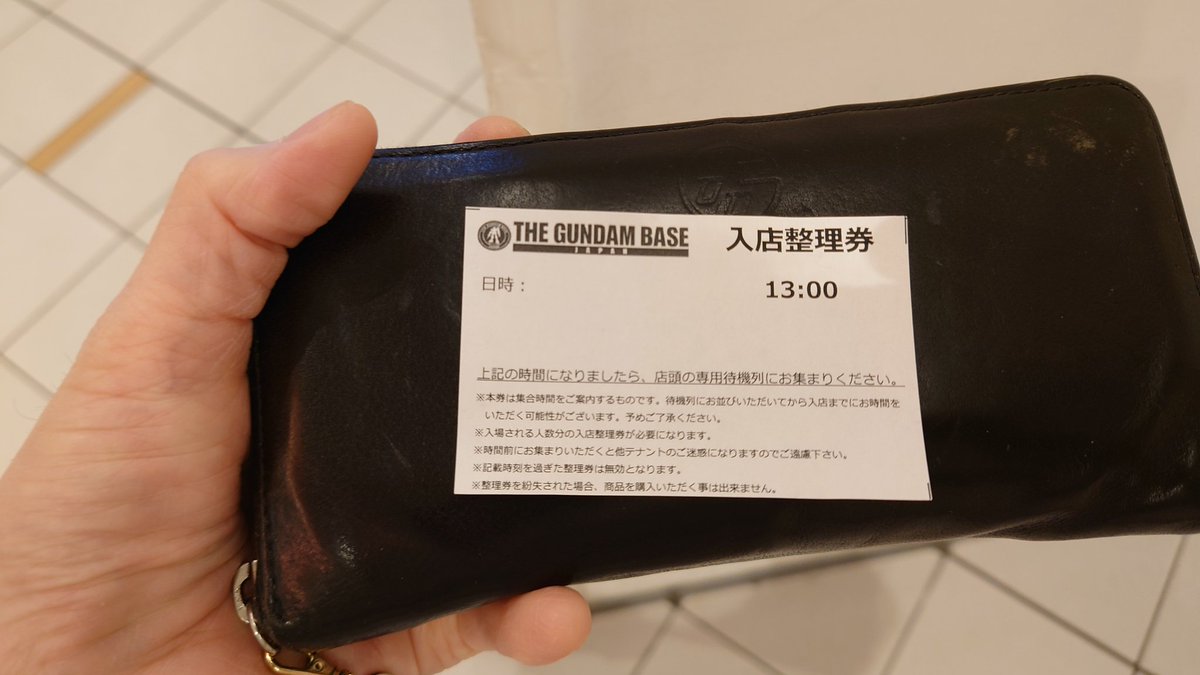 THE GUNDAM BASE
JAPAN
入店整理券
日時：
13:00
上記の時間になりましたら、店頭の専用待機列にお集まりください。
※本券は集合時間をご案内するものです。待機列にお並びいただいてから入店までにお時間を
いただく可能性がございます。予めご了承ください。
※入場される人数分の入店整理券が必要になります。
※時間前にお集まりいただくと他テナントのご迷惑になりますのでご遠慮下さい。
※記載時刻を過ぎた整理券は無効となります。
※整理券を紛失された場合、商品を購入いただく事は出来ません。